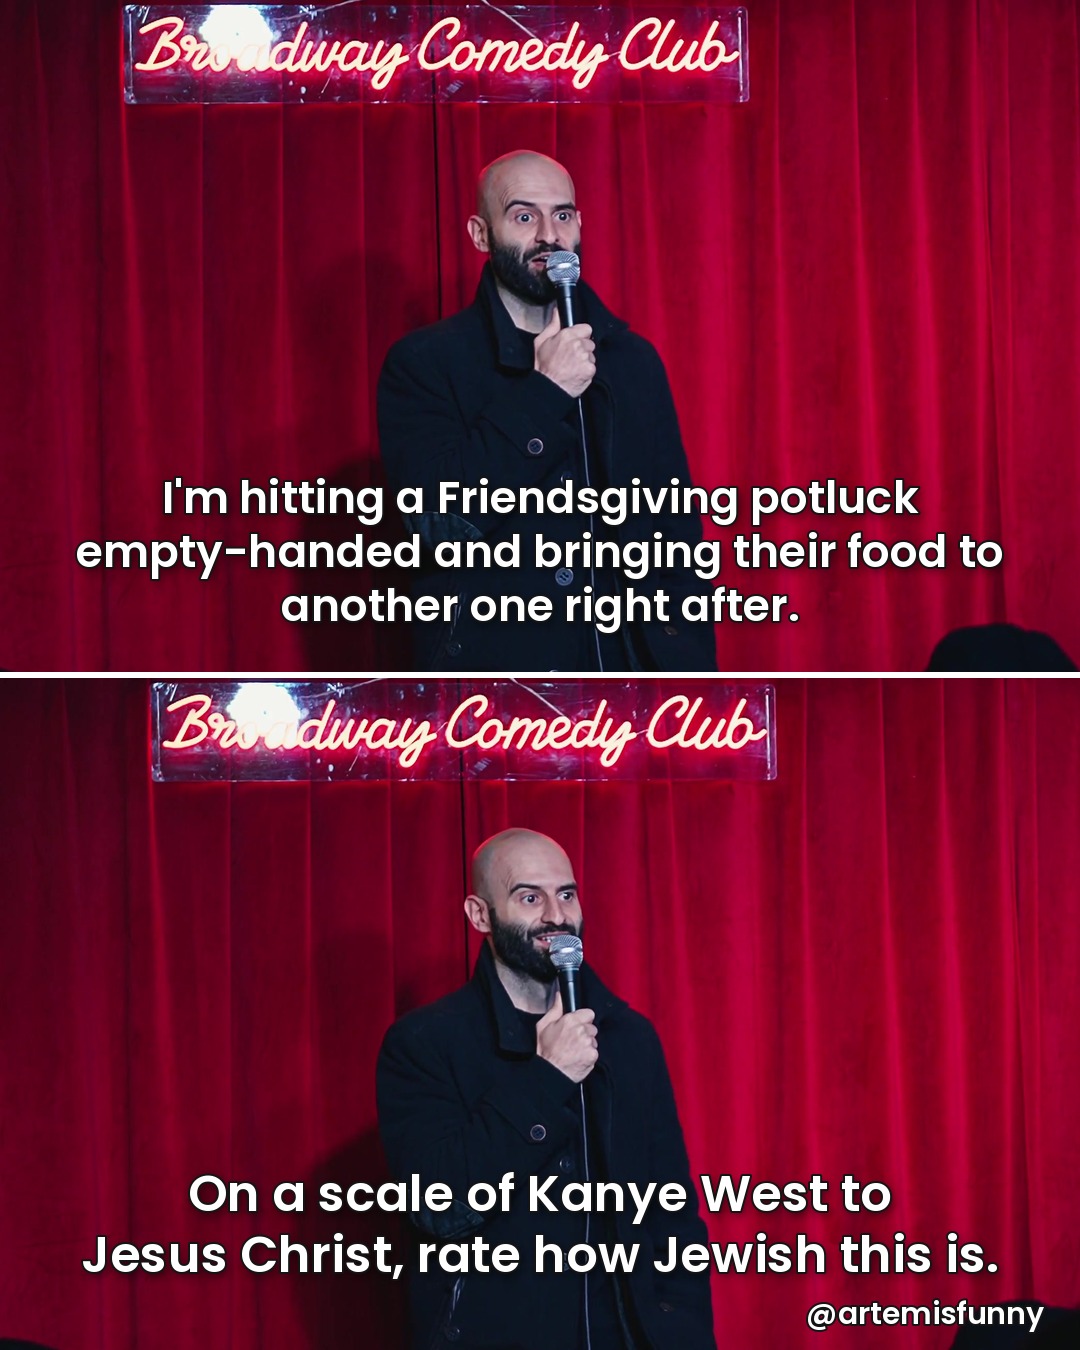 Broadway Comedy Club
I'm hitting a Friendsgiving potluck
empty-handed and bringing their food to
another one right after.
Broadway Comedy Club
On a scale of Kanye West to
Jesus Christ, rate how Jewish this is.
@artemisfunny